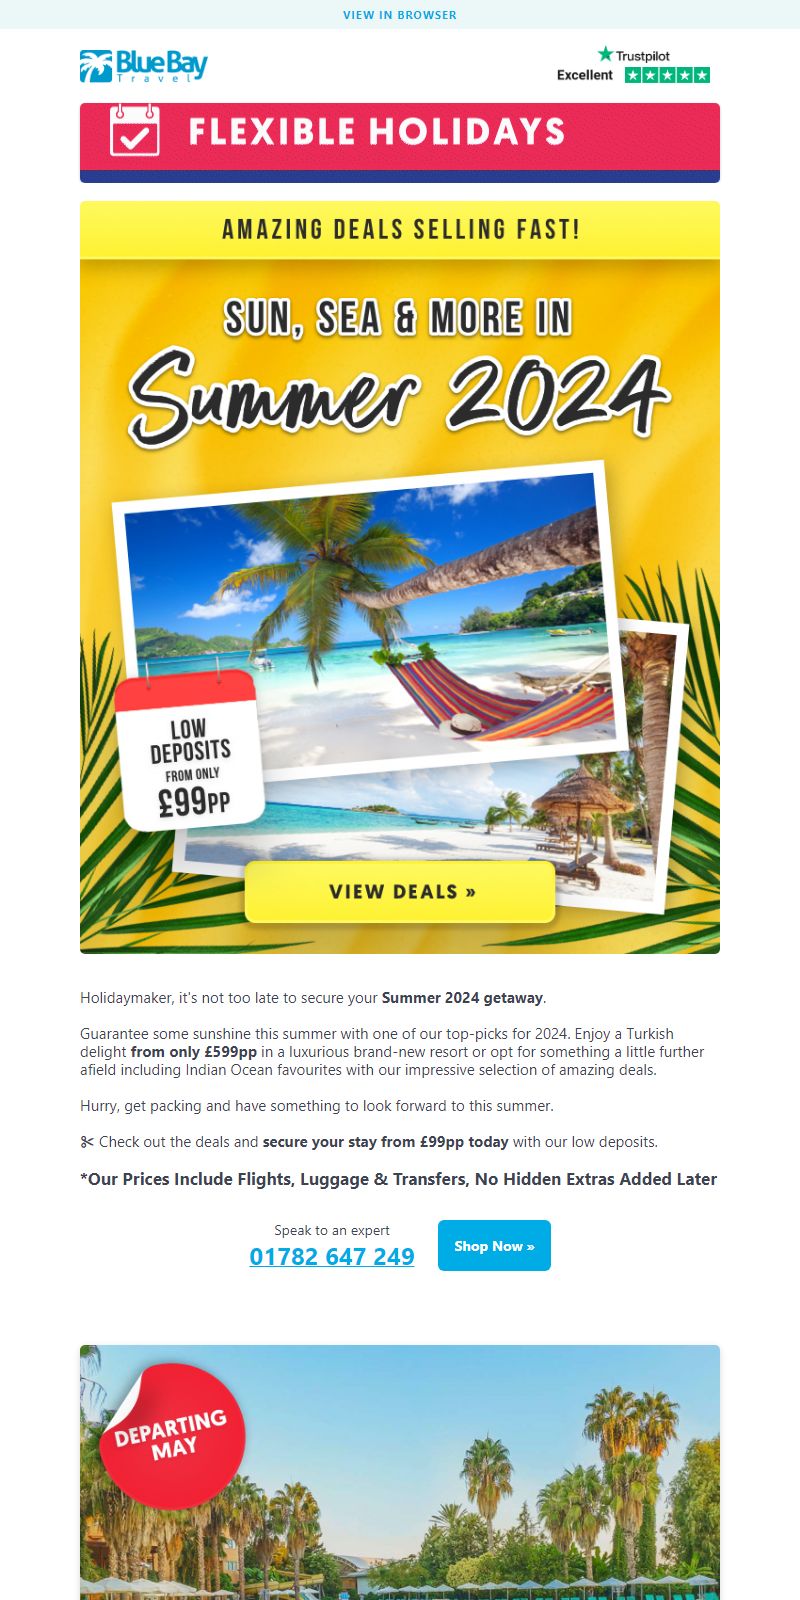 VIEW IN BROWSER
Blue Bay
Travel
Trustpilot
Excellent
FLEXIBLE HOLIDAYS
AMAZING DEALS SELLING FAST!
SUN, SEA & MORE IN
Summer 2024
LOW
DEPOSITS
FROM ONLY
£99PP
VIEW DEALS »
Holidaymaker, it's not too late to secure your Summer 2024 getaway.
Guarantee some sunshine this summer with one of our top-picks for 2024. Enjoy a Turkish
delight from only £599pp in a luxurious brand-new resort or opt for something a little further
afield including Indian Ocean favourites with our impressive selection of amazing deals.
Hurry, get packing and have something to look forward to this summer.
✂ Check out the deals and secure your stay from £99pp today with our low deposits.
*Our Prices Include Flights, Luggage & Transfers, No Hidden Extras Added Later
Speak to an expert
01782 647 249
Shop Now »
DEPARTING
MAY